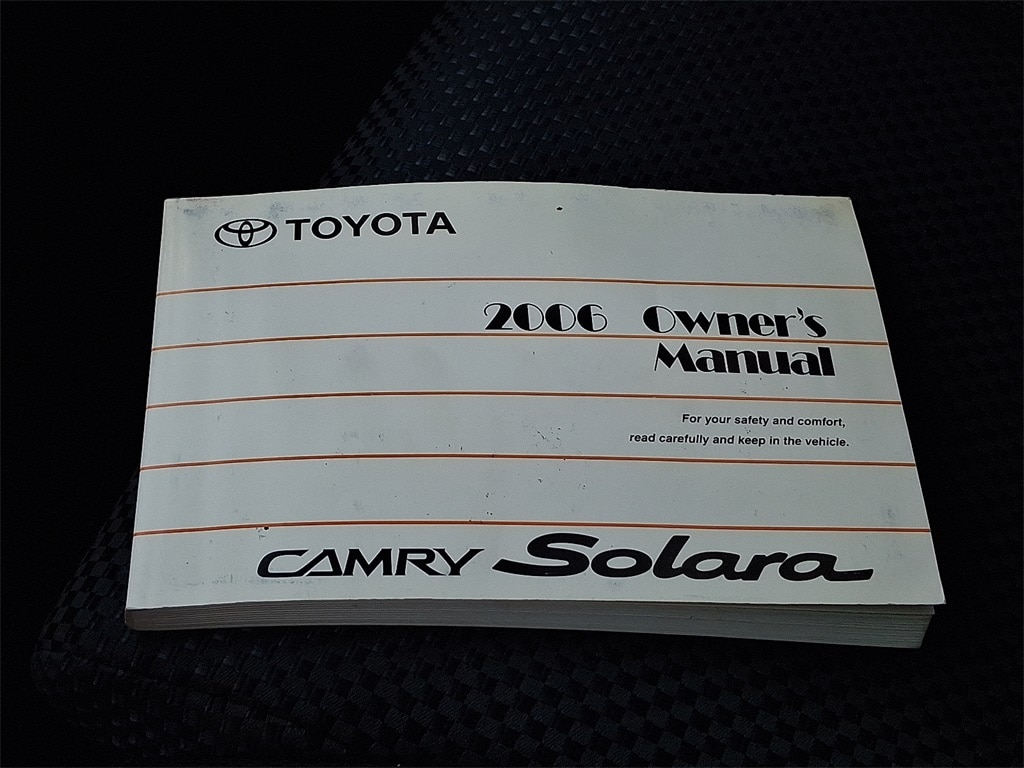 TOYOTA
2006 Owner's
Manual
For your safety and comfort,
read carefully and keep in the vehicle.
CAMRY Solara